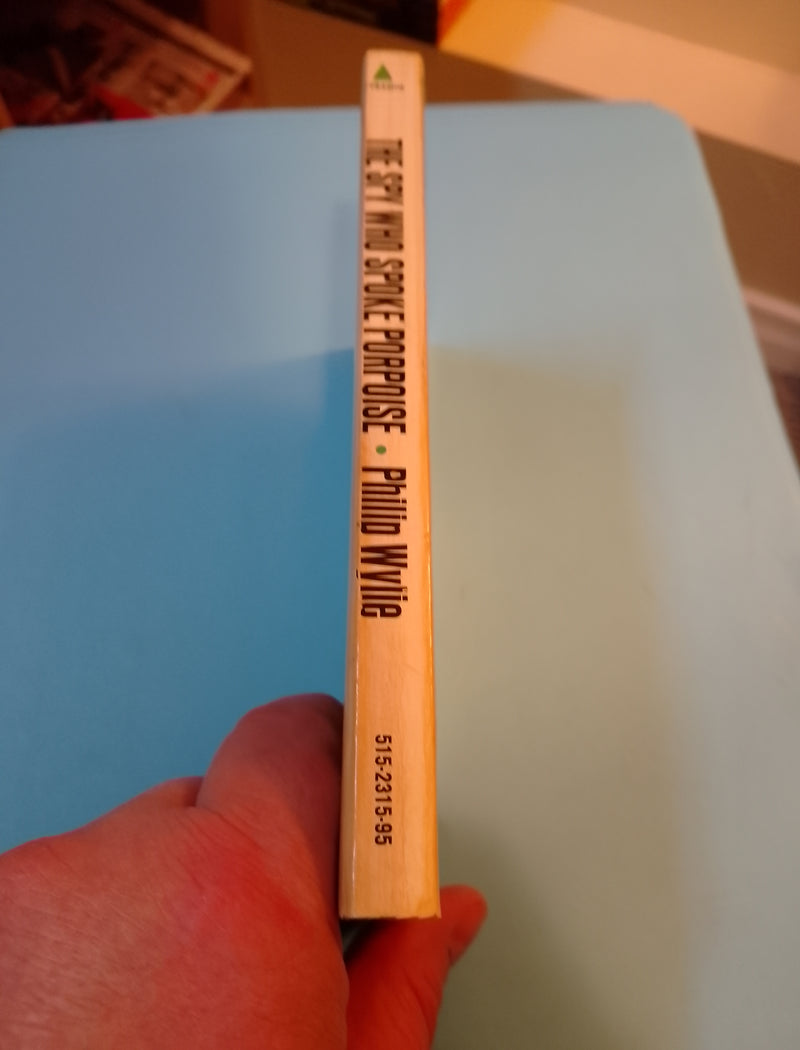 THE SPY WHO SPOKE PORPOISE • Philip Wylie
515-2315-95